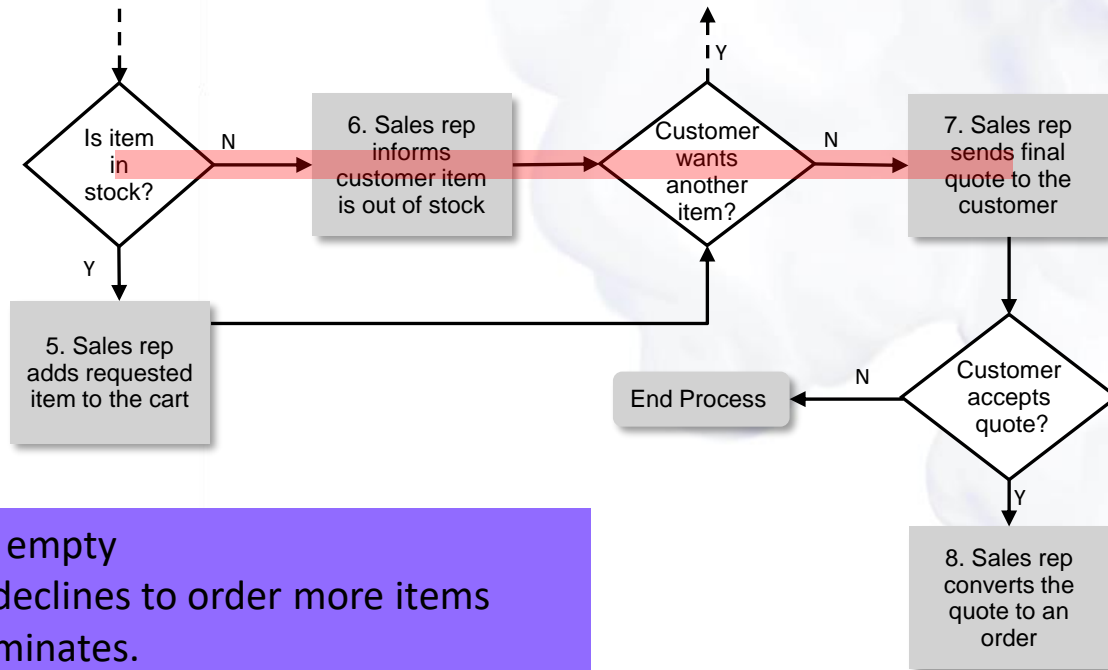 Y
Is item
in
stock?
N
6. Sales rep
informs
customer item
is out of stock
Customer
wants
another
item?
N
7. Sales rep
sends final
quote to the
customer
Y
5. Sales rep
adds requested
item to the cart
End Process
N
Customer
accepts
quote?
Y
8. Sales rep
converts the
quote to an
order
empty
declines to order more items
minates.